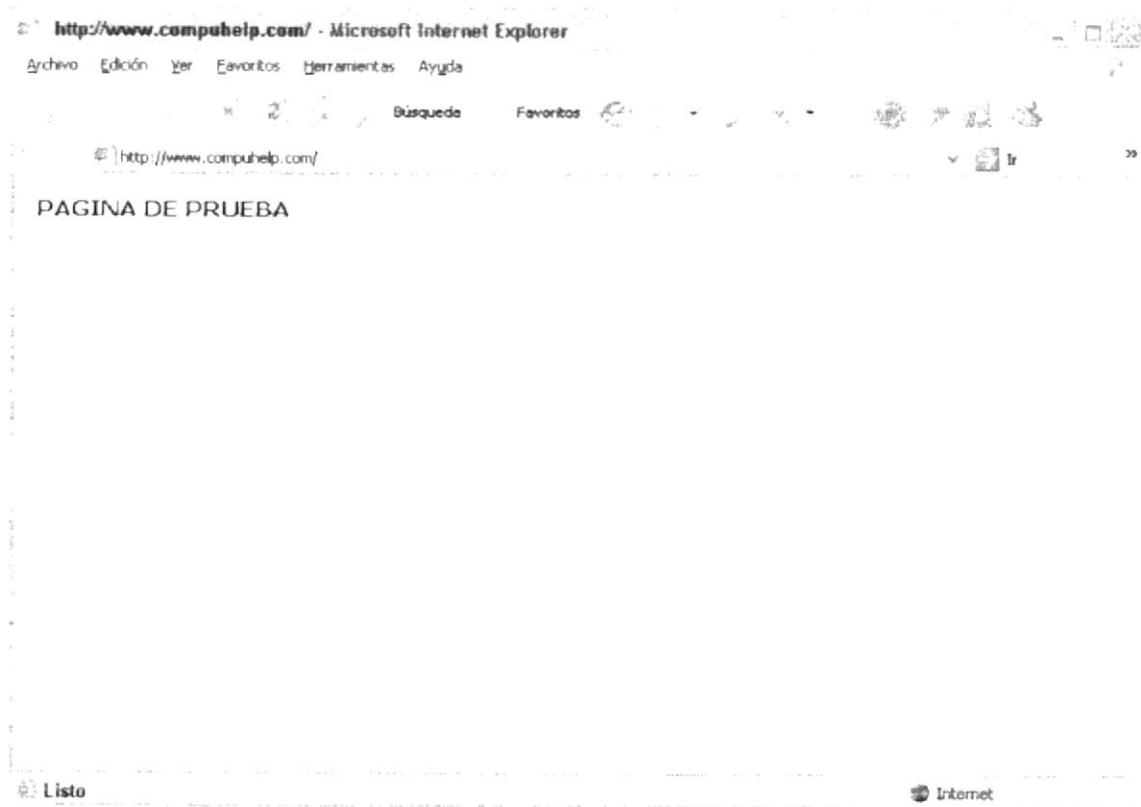 http://www.compuhelp.com/ - Microsoft Internet Explorer
Archivo Edición Ver Favoritos Herramientas Ayuda
Búsqueda Favoritos
http://www.compuhelp.com/ Ir »
PAGINA DE PRUEBA
Listo Internet